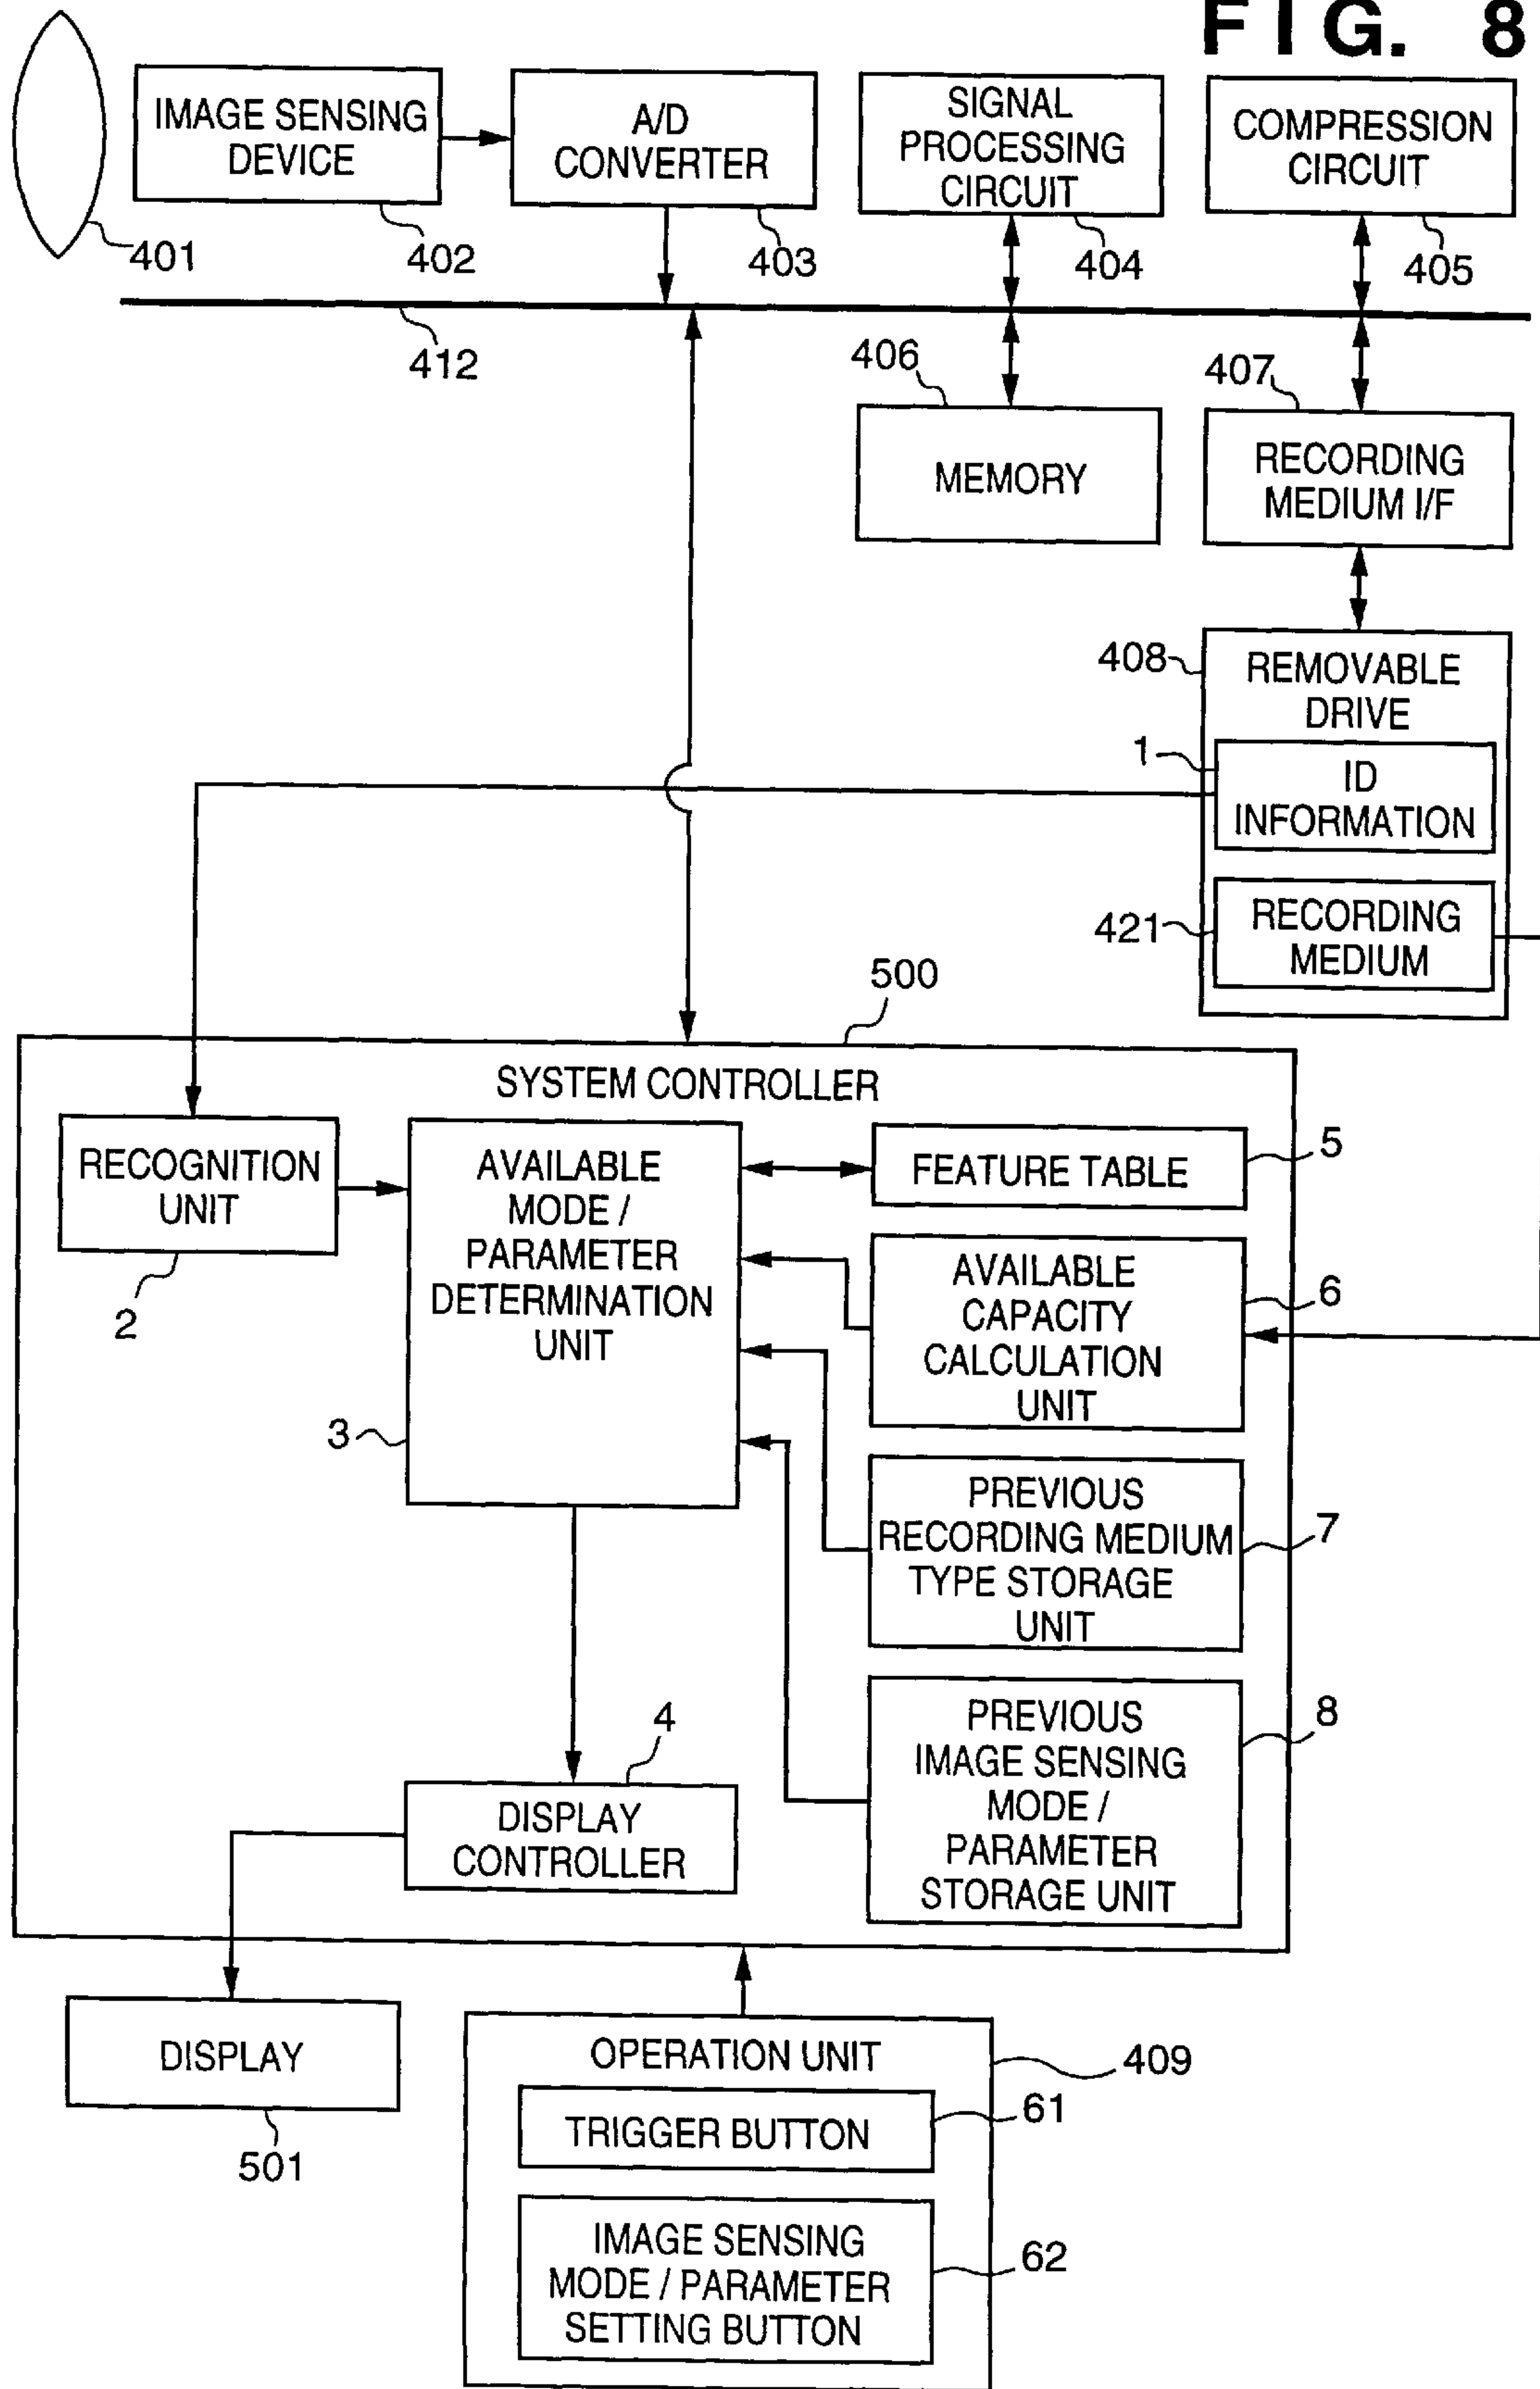 FIG. 8
IMAGE SENSING
DEVICE
A/D
CONVERTER
SIGNAL
PROCESSING
CIRCUIT
COMPRESSION
CIRCUIT
401
402
403
404
405
412
406
407
MEMORY
RECORDING
MEDIUM I/F
408
REMOVABLE
DRIVE
1
ID
INFORMATION
421
RECORDING
MEDIUM
500
SYSTEM CONTROLLER
RECOGNITION
UNIT
2
AVAILABLE
MODE /
PARAMETER
DETERMINATION
UNIT
3
FEATURE TABLE
5
AVAILABLE
CAPACITY
CALCULATION
UNIT
6
PREVIOUS
RECORDING MEDIUM
TYPE STORAGE
UNIT
7
PREVIOUS
IMAGE SENSING
MODE /
PARAMETER
STORAGE UNIT
8
4
DISPLAY
CONTROLLER
DISPLAY
501
OPERATION UNIT
409
TRIGGER BUTTON
61
IMAGE SENSING
MODE / PARAMETER
SETTING BUTTON
62